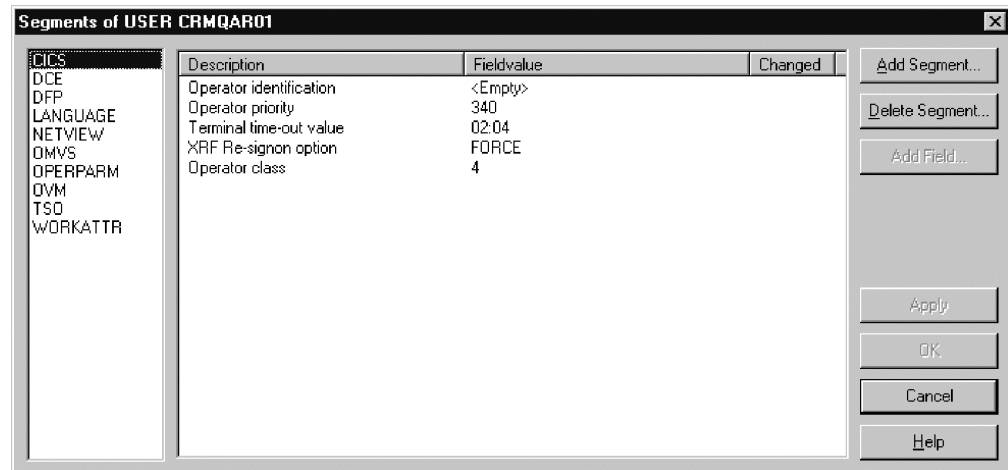 Segments of USER CRMQAR01
CICS
DCE
DFP
LANGUAGE
NETVIEW
OMVS
OPERPARM
OVM
TSO
WORKATTR
Description Fieldvalue Changed
Operator identification <Empty>
Operator priority 340
Terminal time-out value 02:04
XRF Re-signon option FORCE
Operator class 4
Add Segment...
Delete Segment...
Add Field...
Apply
OK
Cancel
Help